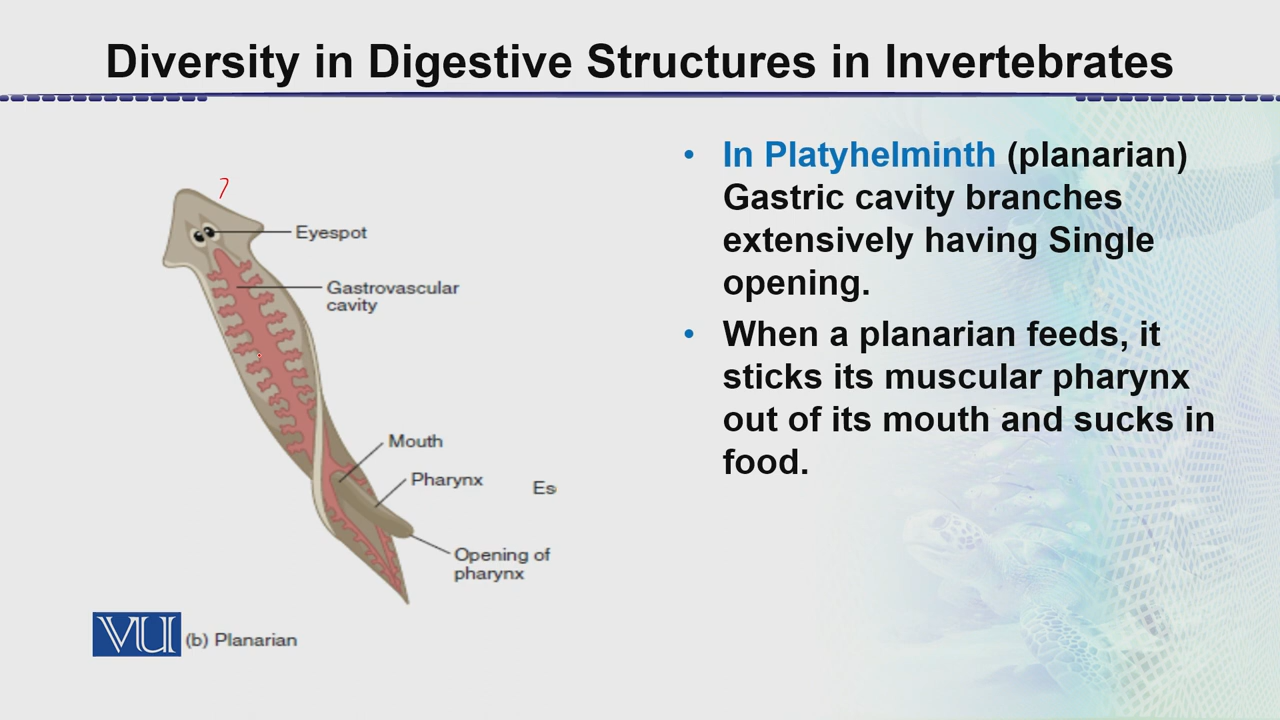 Diversity in Digestive Structures in Invertebrates
Eyespot
Gastrovascular
cavity
Mouth
Pharynx
Es
Opening of
pharynx
VU
(b) Planarian
• In Platyhelminth (planarian)
Gastric cavity branches
extensively having Single
opening.
• When a planarian feeds, it
sticks its muscular pharynx
out of its mouth and sucks in
food.